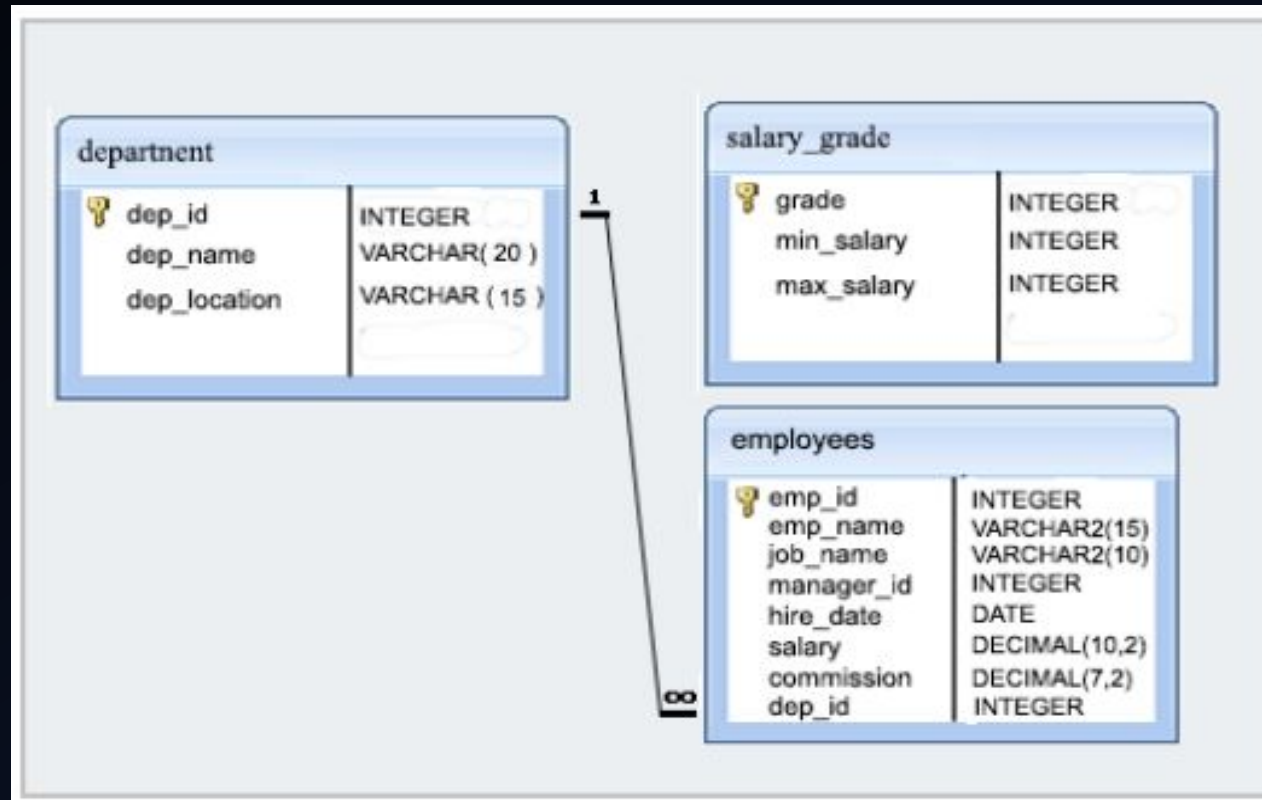 departnent
dep_id INTEGER
dep_name VARCHAR( 20 )
dep_location VARCHAR ( 15 )
1
salary_grade
grade INTEGER
min_salary INTEGER
max_salary INTEGER
employees
emp_id INTEGER
emp_name VARCHAR2(15)
job_name VARCHAR2(10)
manager_id INTEGER
hire_date DATE
salary DECIMAL(10,2)
commission DECIMAL(7,2)
dep_id INTEGER
∞